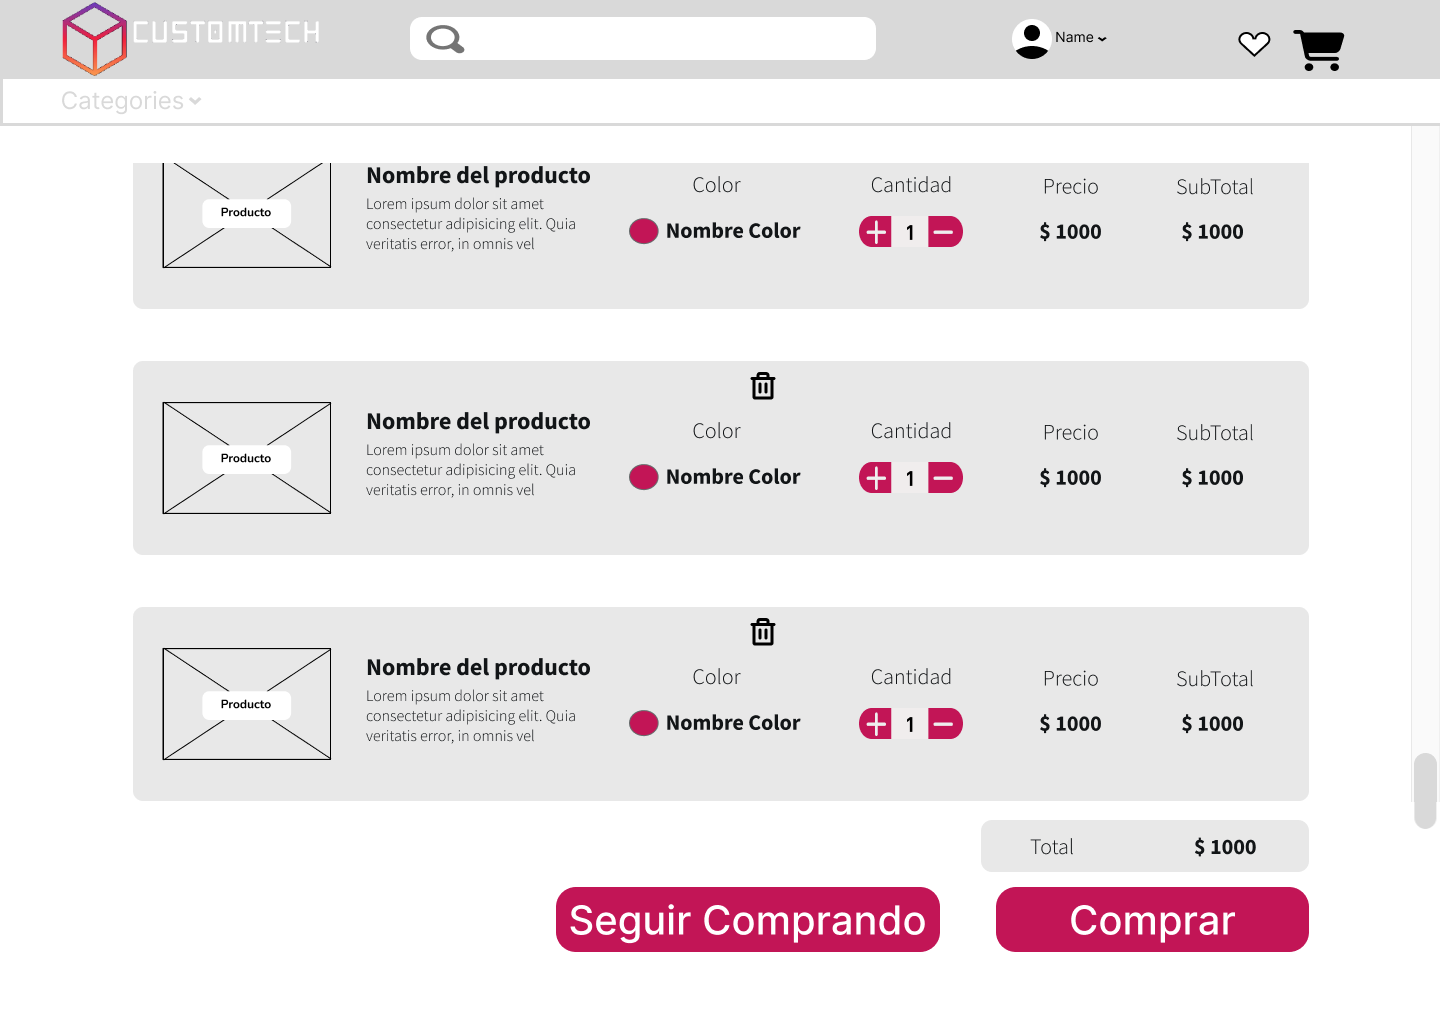 CUSTOMTECH
Name
Categories
Nombre del producto
Lorem ipsum dolor sit amet
consectetur adipisicing elit. Quia
veritatis error, in omnis vel
Producto
Color
Nombre Color
Cantidad
1
Precio
$ 1000
SubTotal
$ 1000
Nombre del producto
Lorem ipsum dolor sit amet
consectetur adipisicing elit. Quia
veritatis error, in omnis vel
Producto
Color
Nombre Color
Cantidad
1
Precio
$ 1000
SubTotal
$ 1000
Nombre del producto
Lorem ipsum dolor sit amet
consectetur adipisicing elit. Quia
veritatis error, in omnis vel
Producto
Color
Nombre Color
Cantidad
1
Precio
$ 1000
SubTotal
$ 1000
Total $ 1000
Seguir Comprando
Comprar